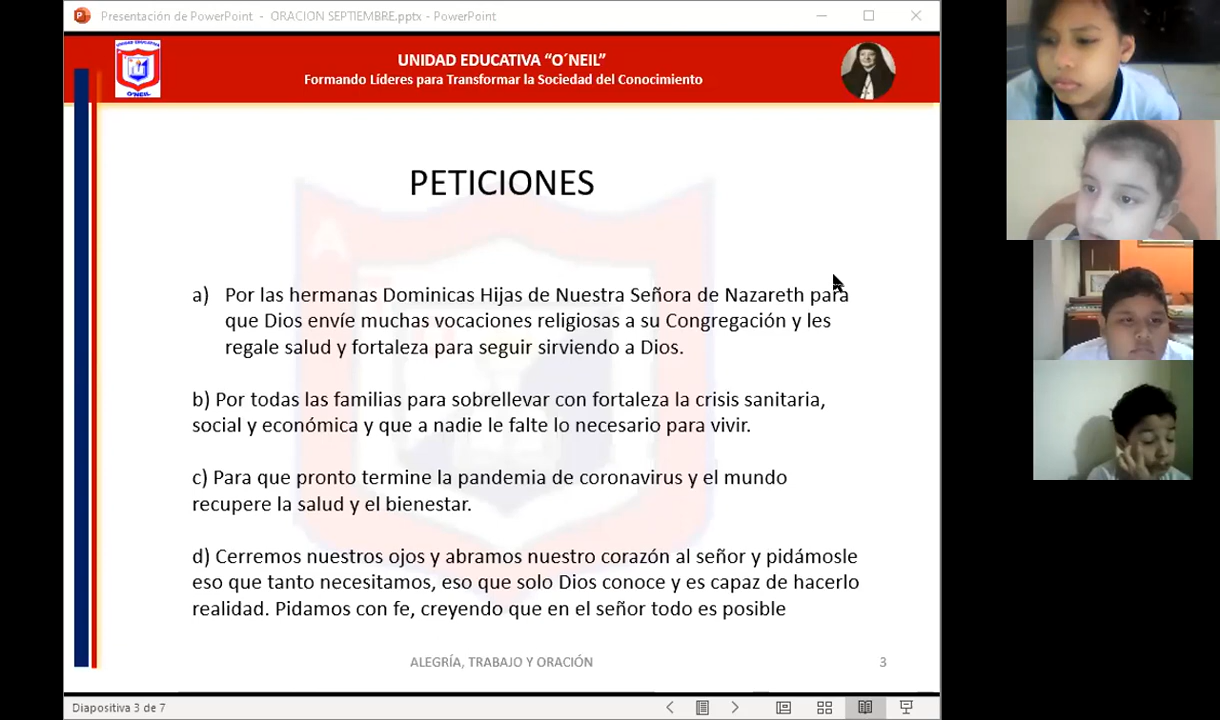 Presentación de PowerPoint - ORACION SEPTIEMBRE.pptx - PowerPoint
UNIDAD EDUCATIVA “O´NEIL”
Formando Líderes para Transformar la Sociedad del Conocimiento
O'NEIL
PETICIONES
a) Por las hermanas Dominicas Hijas de Nuestra Señora de Nazareth para
que Dios envíe muchas vocaciones religiosas a su Congregación y les
regale salud y fortaleza para seguir sirviendo a Dios.
b) Por todas las familias para sobrellevar con fortaleza la crisis sanitaria,
social y económica y que a nadie le falte lo necesario para vivir.
c) Para que pronto termine la pandemia de coronavirus y el mundo
recupere la salud y el bienestar.
d) Cerremos nuestros ojos y abramos nuestro corazón al señor y pidámosle
eso que tanto necesitamos, eso que solo Dios conoce y es capaz de hacerlo
realidad. Pidamos con fe, creyendo que en el señor todo es posible
ALEGRÍA, TRABAJO Y ORACIÓN
3
Diapositiva 3 de 7